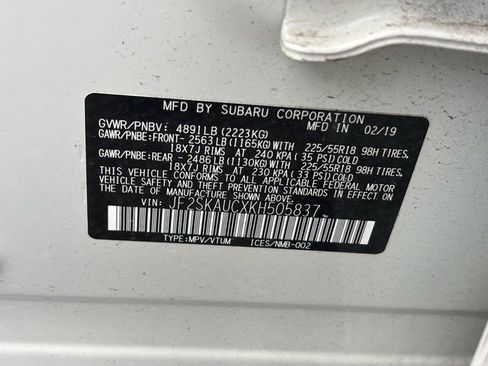 MFD BY SUBARU CORPORATION
GVWR/PNBV: 4891LB(2223KG) MFD IN 02/19
GAWR/PNBE:FRONT- 2563LB(1165KG)WITH 225/55R18 98H TIRES,
18X7J RIMS AT 240 KPA(35 PSI)COLD
GAWR/PNBE:REAR - 2486LB(1130KG)WITH 225/55R18 98H TIRES,
18X7J RIMS AT 230 KPA(33 PSI)COLD
THIS VEHICLE CONFORMS TO ALL APPLICABLE FEDERAL MOTOR
VEHICLE SAFETY AND BUMPER STANDARDS IN EFFECT
ON THE DATE OF MANUFACTURE SHOWN ABOVE.
VIN: JF2SKAUCXKH505837
TYPE:MPV/VTUM ICES/NMB-002